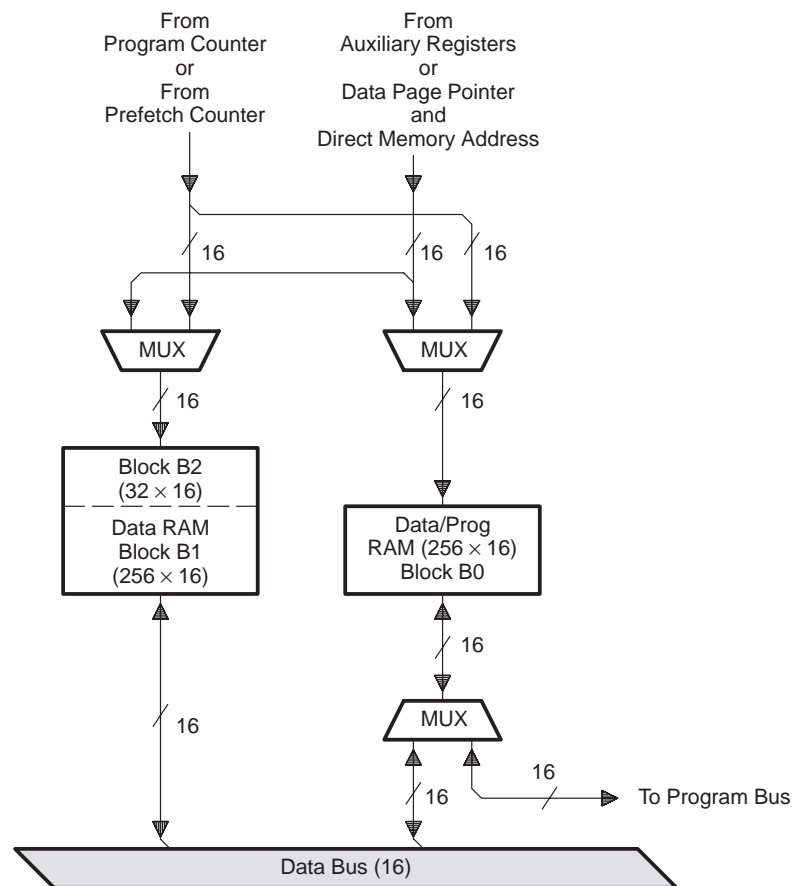 From
Program Counter
or
From
Prefetch Counter
From
Auxiliary Registers
or
Data Page Pointer
and
Direct Memory Address
16
16
16
MUX
MUX
16
16
Block B2
(32 × 16)
Data RAM
Block B1
(256 × 16)
Data/Prog
RAM (256 × 16)
Block B0
16
MUX
16
16
16
To Program Bus
Data Bus (16)